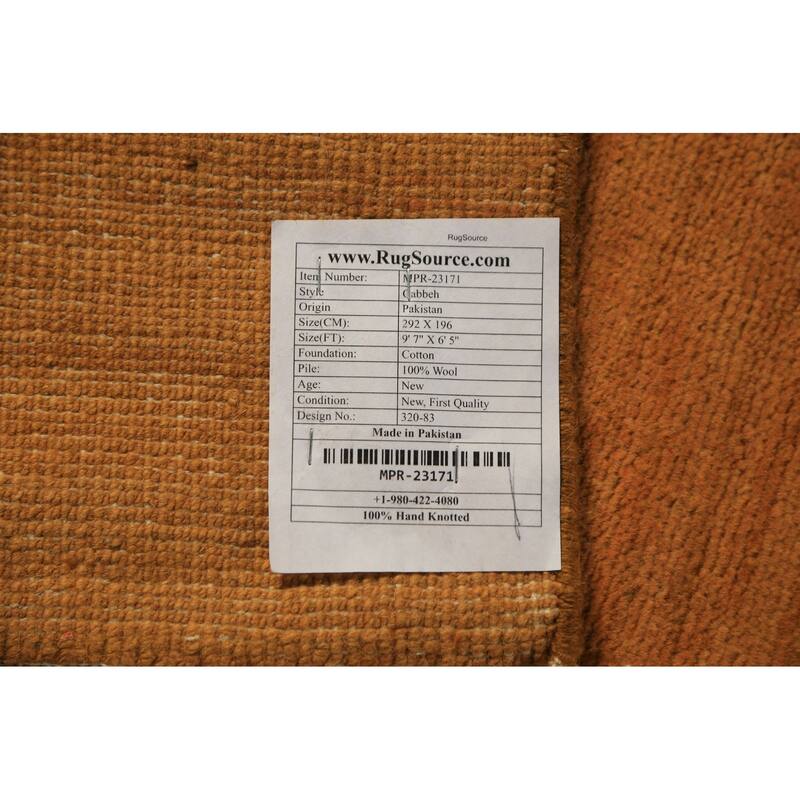 RugSource
www.RugSource.com
Item Number: MPR-23171
Style Gabbeh
Origin Pakistan
Size(CM): 292 X 196
Size(FT): 9' 7" X 6' 5"
Foundation: Cotton
Pile: 100% Wool
Age: New
Condition: New, First Quality
Design No.: 320-83
Made in Pakistan
MPR-23171
+1-980-422-4080
100% Hand Knotted